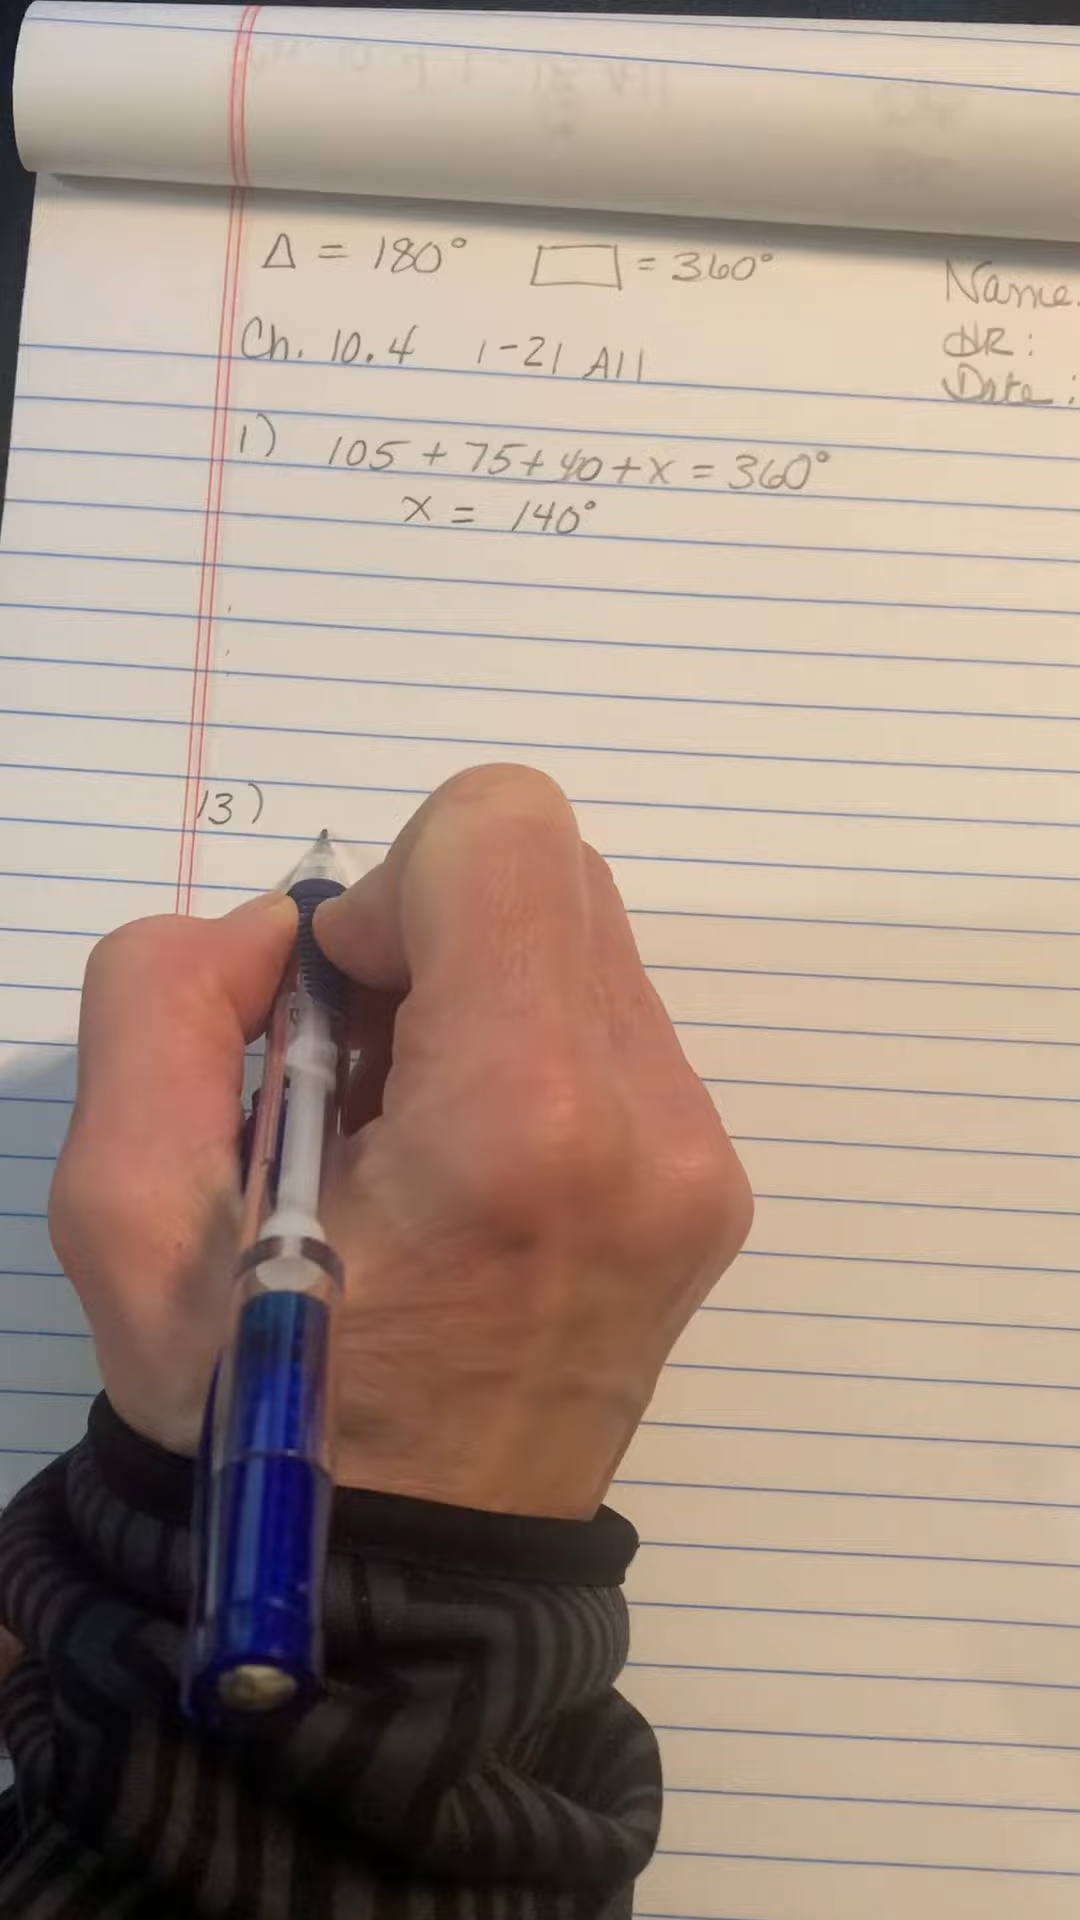 Δ = 180° ▭ = 360°
Name:
HR:
Date:
Ch. 10.4 1-21 All
1) 105 + 75 + 40 + x = 360°
x = 140°
13)